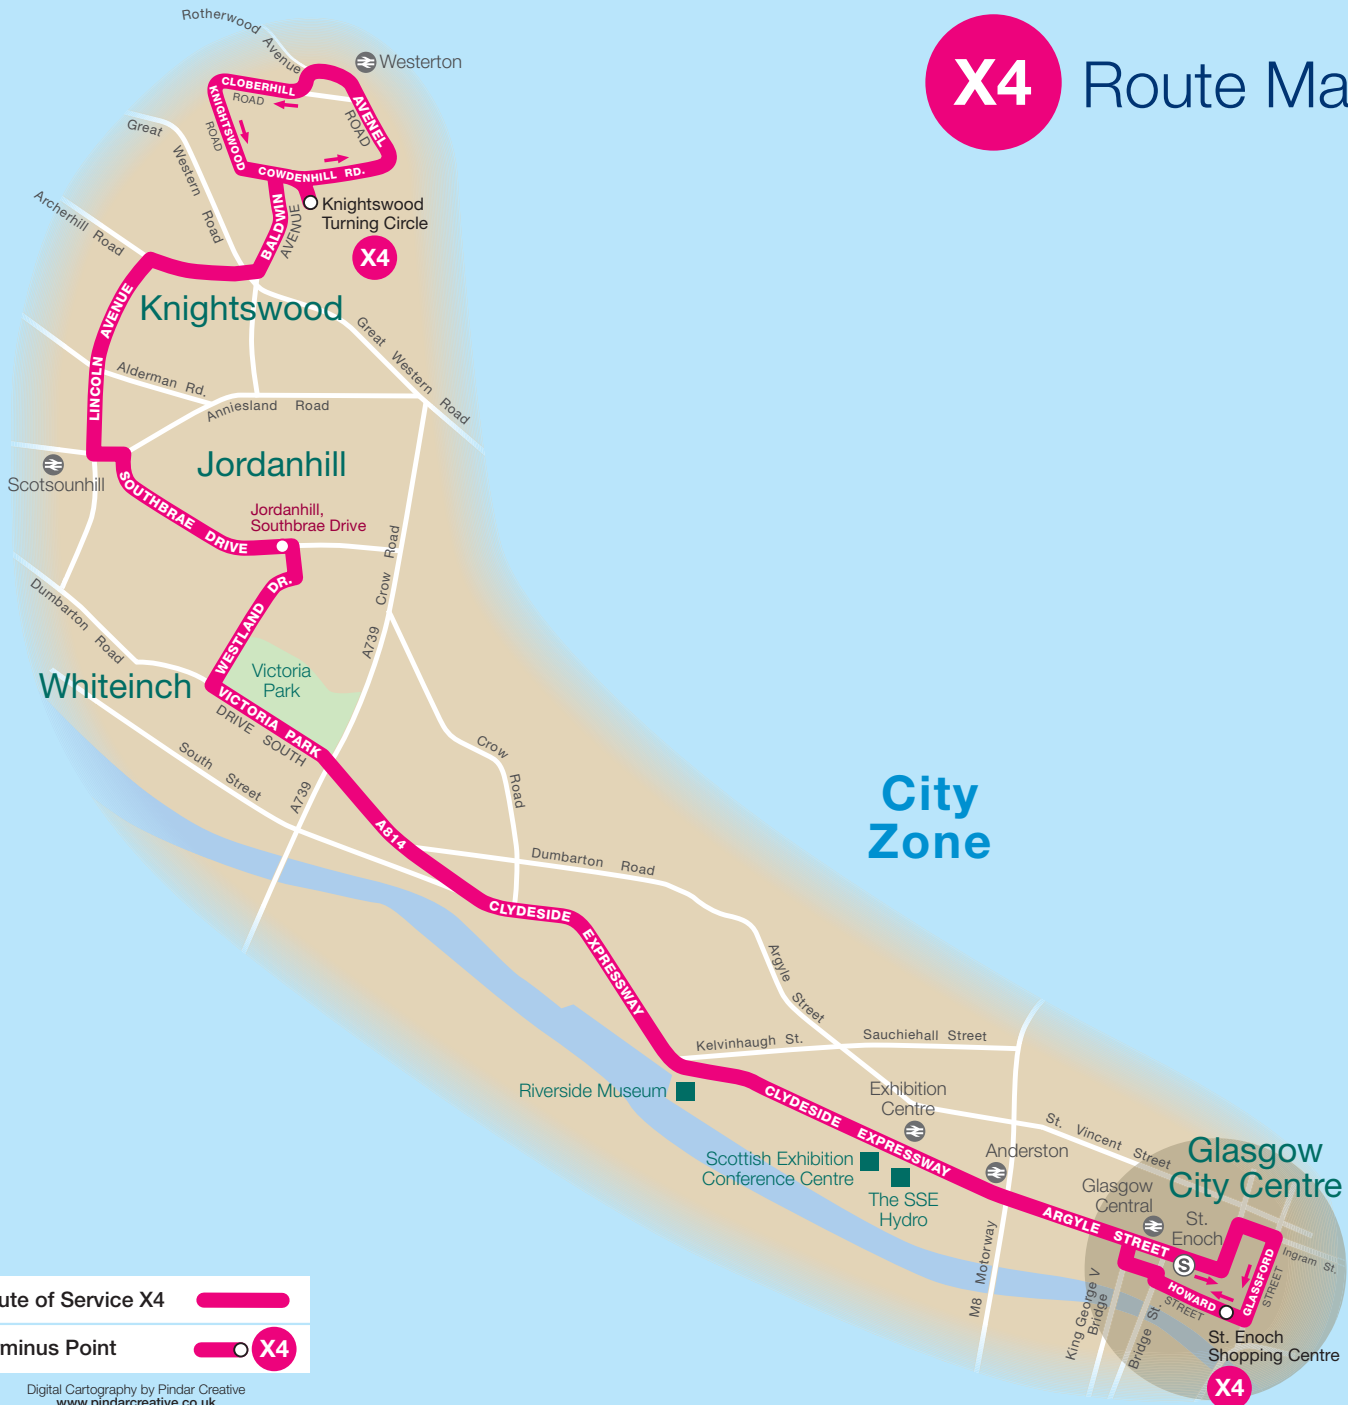 X4 Route Ma
Rotherwood Avenue
Westerton
CLOBERHILL
ROAD
KNIGHTSWOOD
ROAD
AVENEL
ROAD
COWDENHILL RD.
Great Western Road
BALDWIN
AVENUE
Knightswood
Turning Circle
X4
Archerhill Road
Knightswood
LINCOLN AVENUE
Great Western Road
Alderman Rd.
Anniesland Road
Jordanhill
Scotsounhill
SOUTHBRAE DRIVE
Jordanhill,
Southbrae Drive
Crow Road
A739
Dumbarton Road
WESTLAND DR.
Victoria
Park
Whiteinch
VICTORIA PARK
DRIVE SOUTH
South Street
A739
Crow Road
City
Zone
A814
Dumbarton Road
CLYDESIDE EXPRESSWAY
Argyle Street
Kelvinhaugh St.
Sauchiehall Street
Riverside Museum
CLYDESIDE EXPRESSWAY
Exhibition
Centre
St. Vincent Street
Anderston
Scottish Exhibition
Conference Centre
The SSE
Hydro
Glasgow
City Centre
Glasgow
Central
St.
Enoch
S
ARGYLE STREET
M8 Motorway
King George V
Bridge
Bridge St.
HOWARD
STREET
GLASSFORD
STREET
Ingram St.
St. Enoch
Shopping Centre
X4
ute of Service X4
minus Point
X4
Digital Cartography by Pindar Creative
www.pindarcreative.co.uk